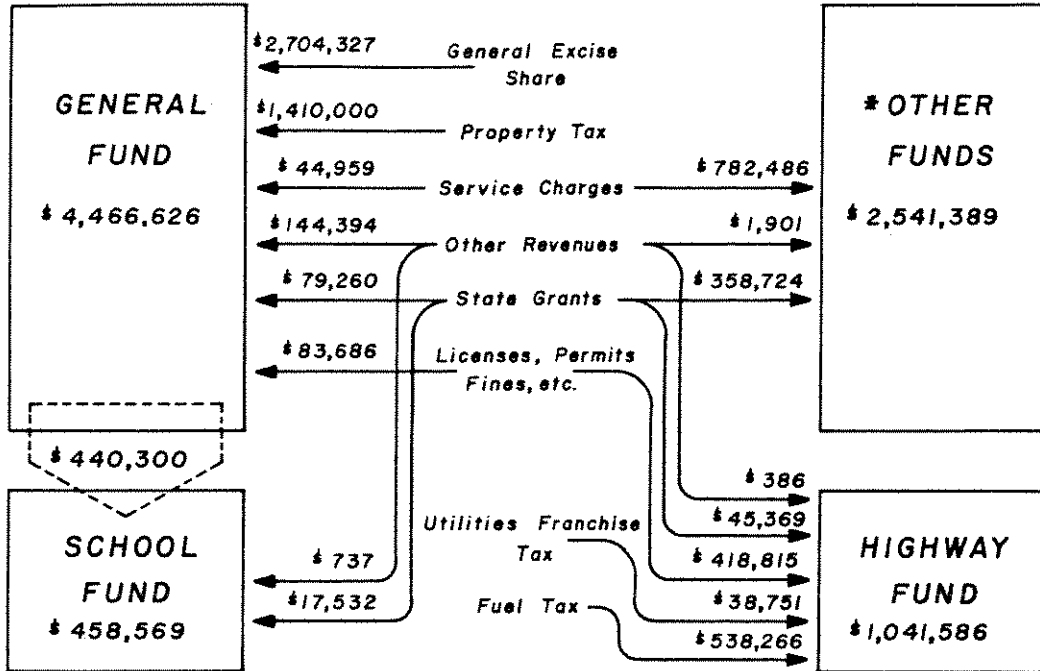 GENERAL
FUND
$4,466,626
$2,704,327
General Excise
Share
$1,410,000
Property Tax
$44,959
Service Charges
$782,486
$144,394
Other Revenues
$1,901
$79,260
State Grants
$358,724
$83,686
Licenses, Permits
Fines, etc.
*OTHER
FUNDS
$2,541,389
$440,300
SCHOOL
FUND
$458,569
$737
$17,532
Utilities Franchise
Tax
Fuel Tax
$386
$45,369
$418,815
$38,751
$538,266
HIGHWAY
FUND
$1,041,586